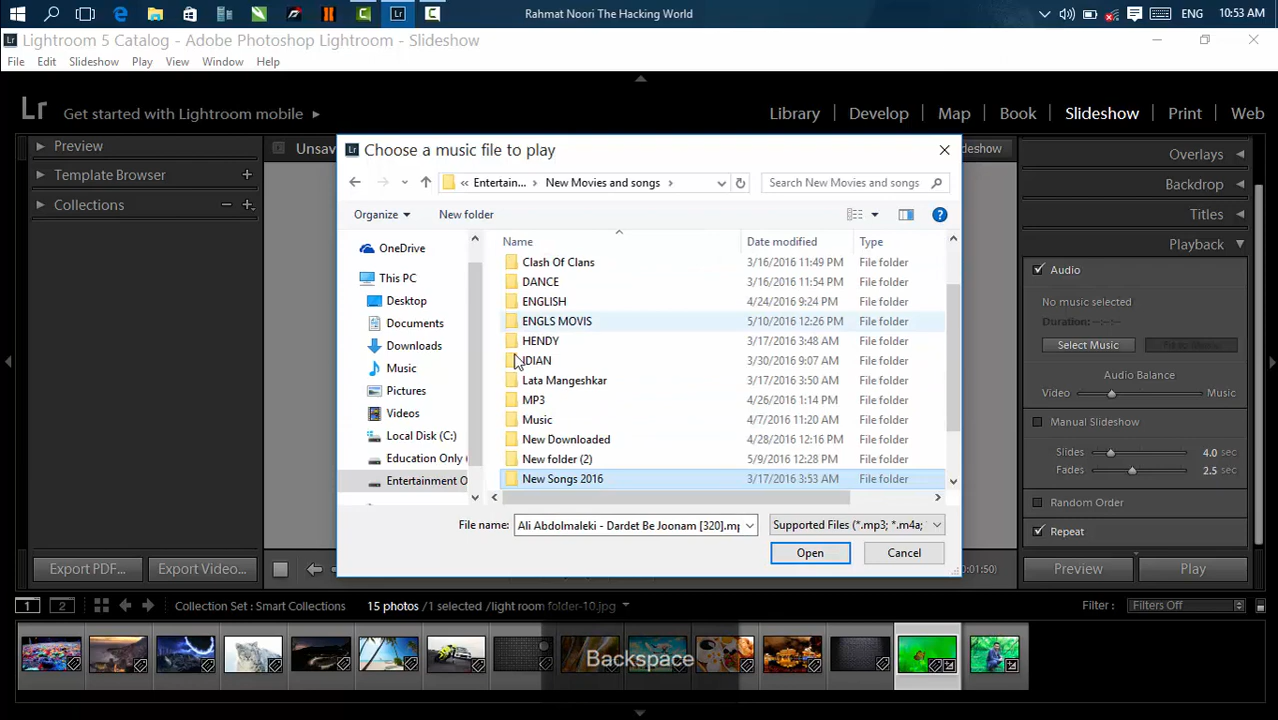 Rahmat Noori The Hacking World
ENG
10:53 AM
Lr Lightroom 5 Catalog - Adobe Photoshop Lightroom - Slideshow
File Edit Slideshow Play View Window Help
Lr Get started with Lightroom mobile
Library Develop Map Book Slideshow Print Web
Preview
Template Browser
Collections
Unsav
deshow
Lr Choose a music file to play
« Entertain... New Movies and songs
Search New Movies and songs
Organize New folder
OneDrive
This PC
Desktop
Documents
Downloads
Music
Pictures
Videos
Local Disk (C:)
Education Only (
Entertainment O
Name Date modified Type
Clash Of Clans 3/16/2016 11:49 PM File folder
DANCE 3/16/2016 11:54 PM File folder
ENGLISH 4/24/2016 9:24 PM File folder
ENGLS MOVIS 5/10/2016 12:26 PM File folder
HENDY 3/17/2016 3:48 AM File folder
IDIAN 3/30/2016 9:07 AM File folder
Lata Mangeshkar 3/17/2016 3:50 AM File folder
MP3 4/26/2016 1:14 PM File folder
Music 4/7/2016 11:20 AM File folder
New Downloaded 4/28/2016 12:16 PM File folder
New folder (2) 5/9/2016 12:28 PM File folder
New Songs 2016 3/17/2016 3:53 AM File folder
File name: Ali Abdolmaleki - Dardet Be Joonam [320].mp
Supported Files (*.mp3; *.m4a;
Open Cancel
Overlays
Backdrop
Titles
Playback
Audio
No music selected
Duration: --:--:--
Select Music
Audio Balance
Video Music
Manual Slideshow
Slides 4.0 sec
Fades 2.5 sec
Random Order
Repeat
Export PDF... Export Video...
:01:50)
Preview Play
1 2 Collection Set : Smart Collections 15 photos / 1 selected / light room folder-10.jpg
Filter : Filters Off
Backspace